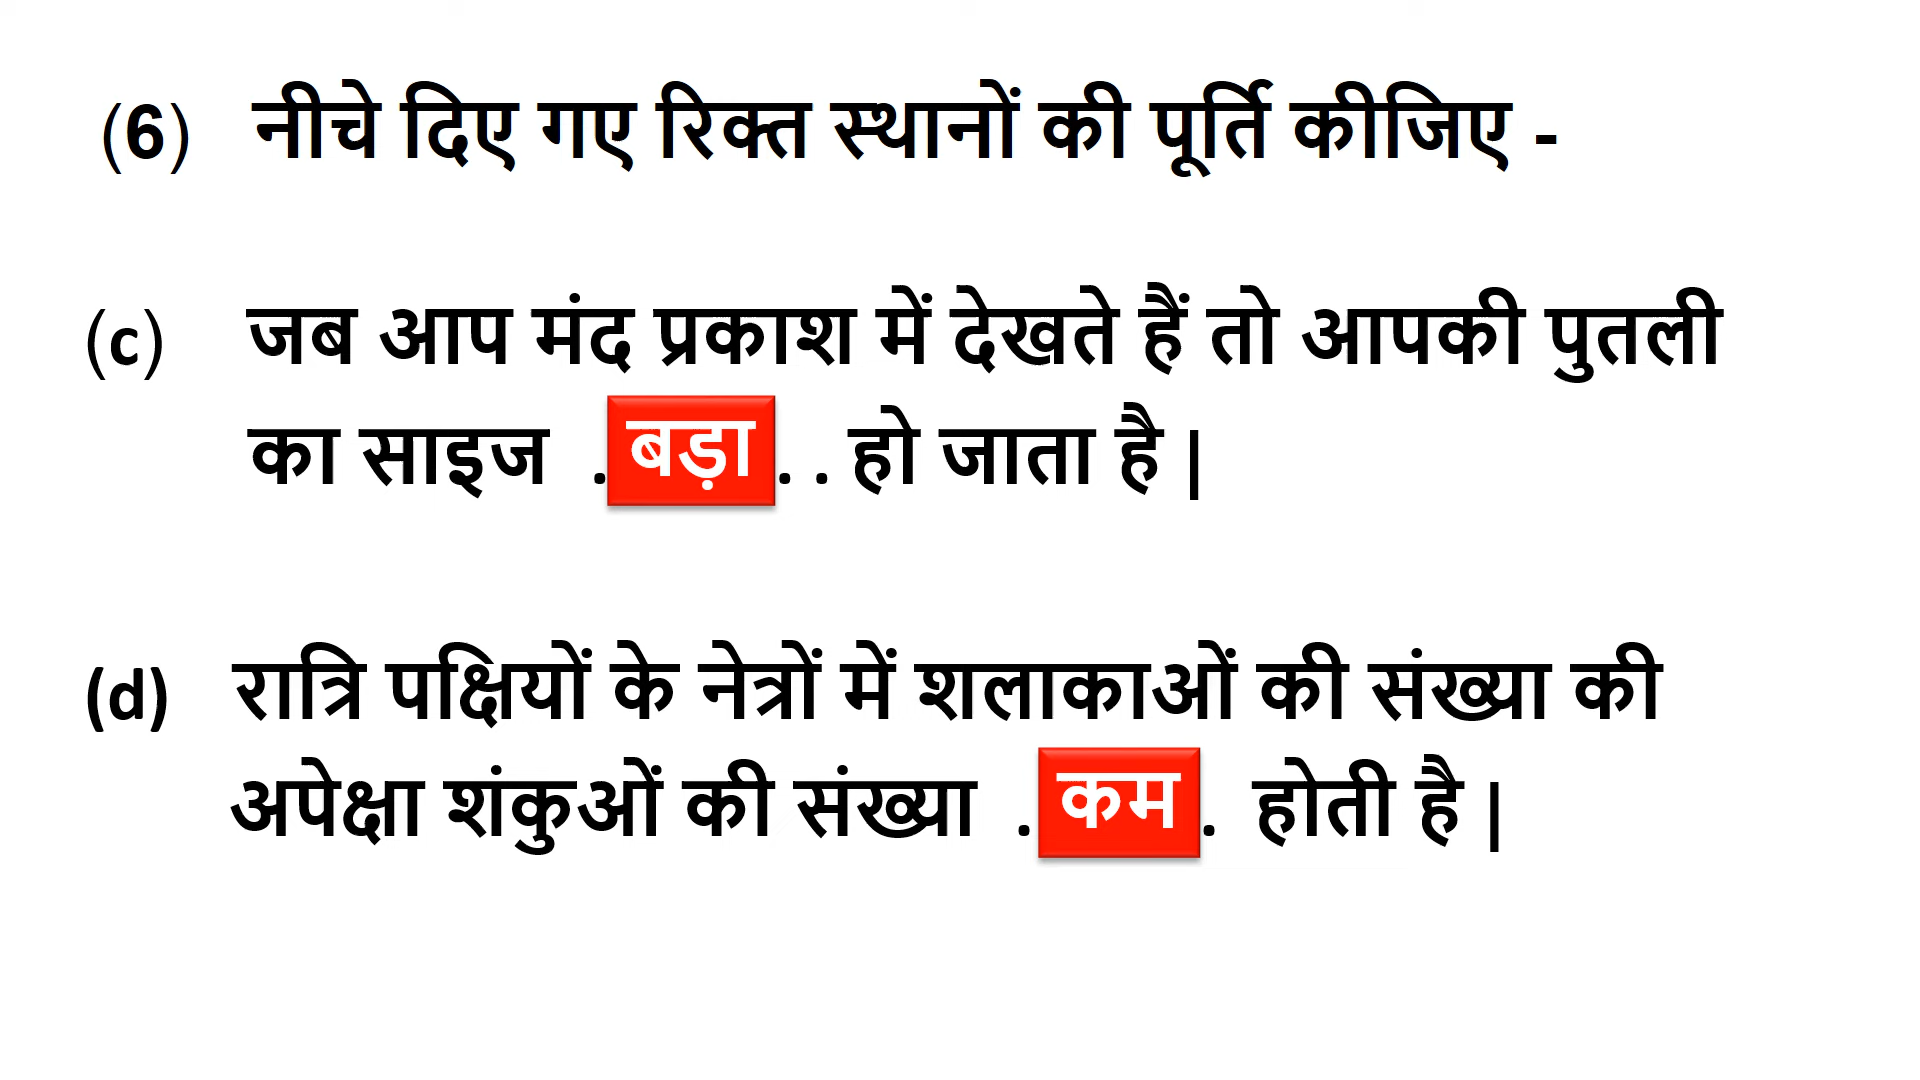 (6) नीचे दिए गए रिक्त स्थानों की पूर्ति कीजिए -
(c) जब आप मंद प्रकाश में देखते हैं तो आपकी पुतली
का साइज .बड़ा. . हो जाता है |
(d) रात्रि पक्षियों के नेत्रों में शलाकाओं की संख्या की
अपेक्षा शंकुओं की संख्या .कम. होती है |